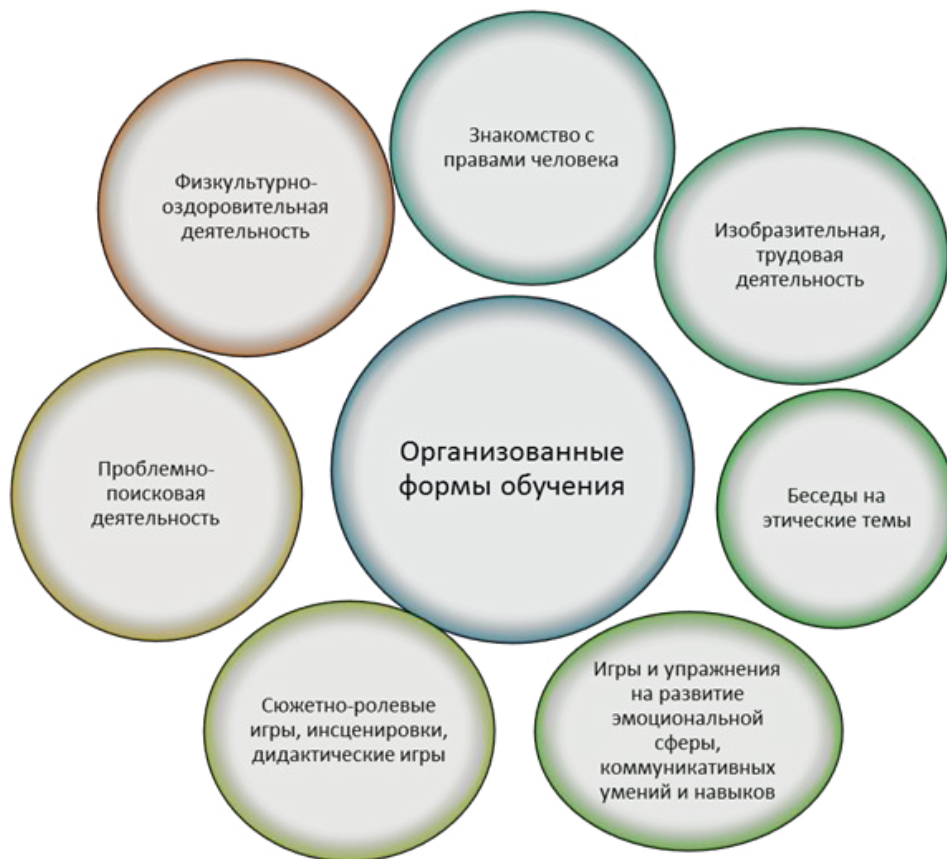 Знакомство с
правами человека
Физкультурно-
оздоровительная
деятельность
Изобразительная,
трудовая
деятельность
Организованные
формы обучения
Проблемно-
поисковая
деятельность
Беседы на
этические темы
Сюжетно-ролевые
игры, инсценировки,
дидактические игры
Игры и упражнения
на развитие
эмоциональной
сферы,
коммуникативных
умений и навыков